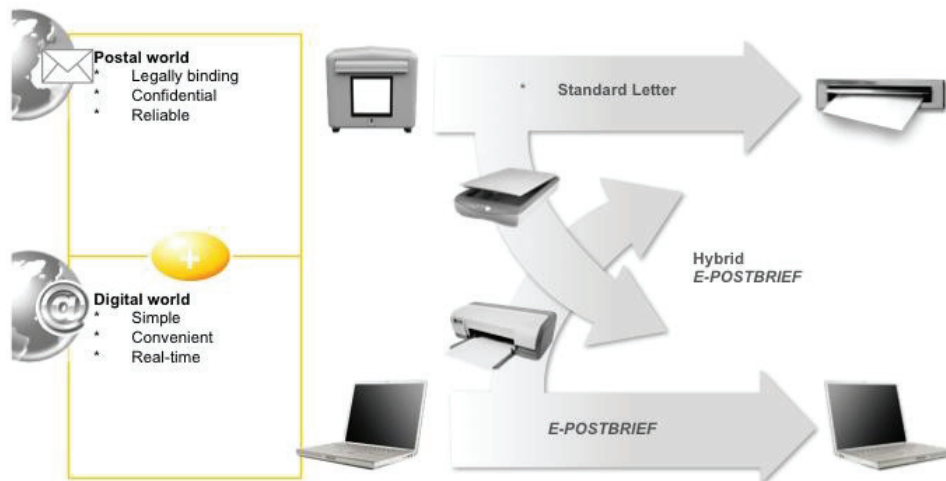 Postal world
* Legally binding
* Confidential
* Reliable
+
@
Digital world
* Simple
* Convenient
* Real-time
* Standard Letter
Hybrid
E-POSTBRIEF
E-POSTBRIEF